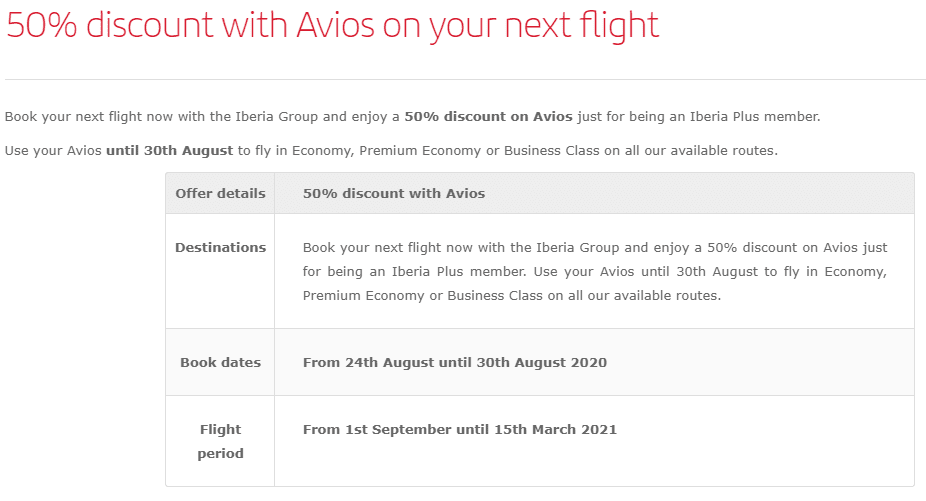 50% discount with Avios on your next flight
Book your next flight now with the Iberia Group and enjoy a 50% discount on Avios just for being an Iberia Plus member.
Use your Avios until 30th August to fly in Economy, Premium Economy or Business Class on all our available routes.
Offer details 50% discount with Avios
Destinations Book your next flight now with the Iberia Group and enjoy a 50% discount on Avios just
for being an Iberia Plus member. Use your Avios until 30th August to fly in Economy,
Premium Economy or Business Class on all our available routes.
Book dates From 24th August until 30th August 2020
Flight From 1st September until 15th March 2021
period